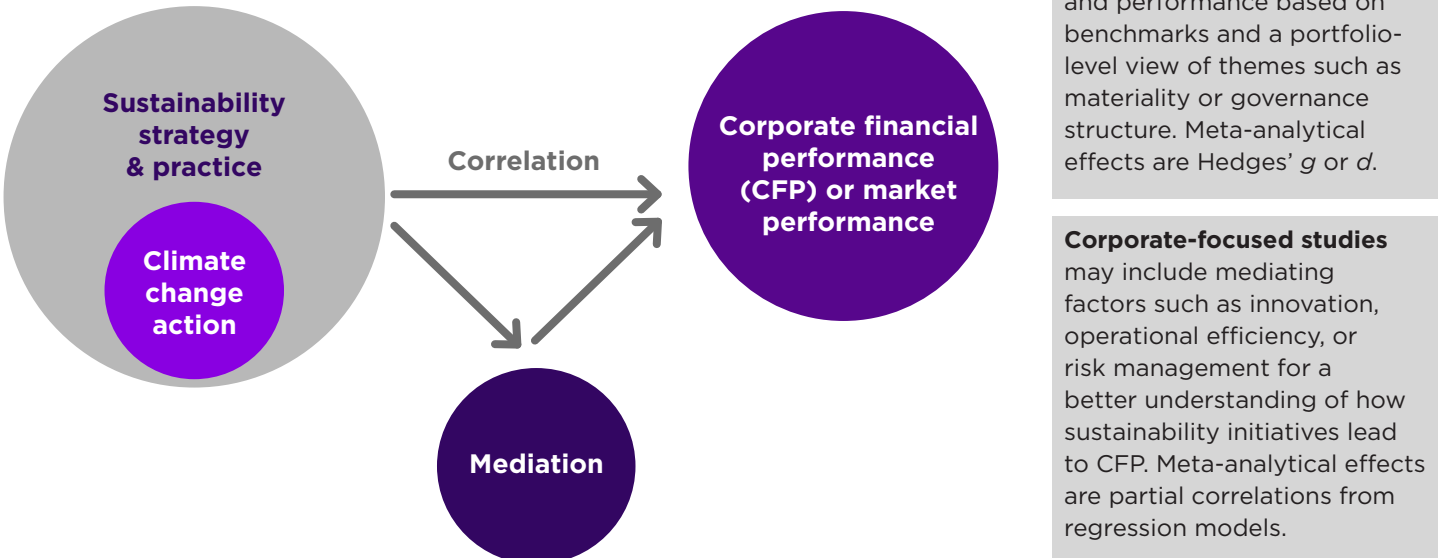 Sustainability
strategy
& practice
Climate
change
action
Correlation
Mediation
Corporate financial
performance
(CFP) or market
performance
and performance based on
benchmarks and a portfolio-
level view of themes such as
materiality or governance
structure. Meta-analytical
effects are Hedges' g or d.
Corporate-focused studies
may include mediating
factors such as innovation,
operational efficiency, or
risk management for a
better understanding of how
sustainability initiatives lead
to CFP. Meta-analytical effects
are partial correlations from
regression models.